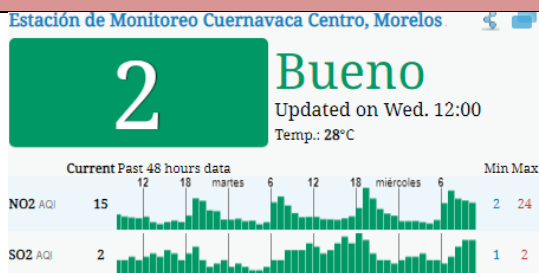 Estación de Monitoreo Cuernavaca Centro, Morelos
2
Bueno
Updated on Wed. 12:00
Temp.: 28°C
Current Past 48 hours data Min Max
12 18 martes 6 12 18 miércoles 6
NO2 AQI 15 2 24
SO2 AQI 2 1 2